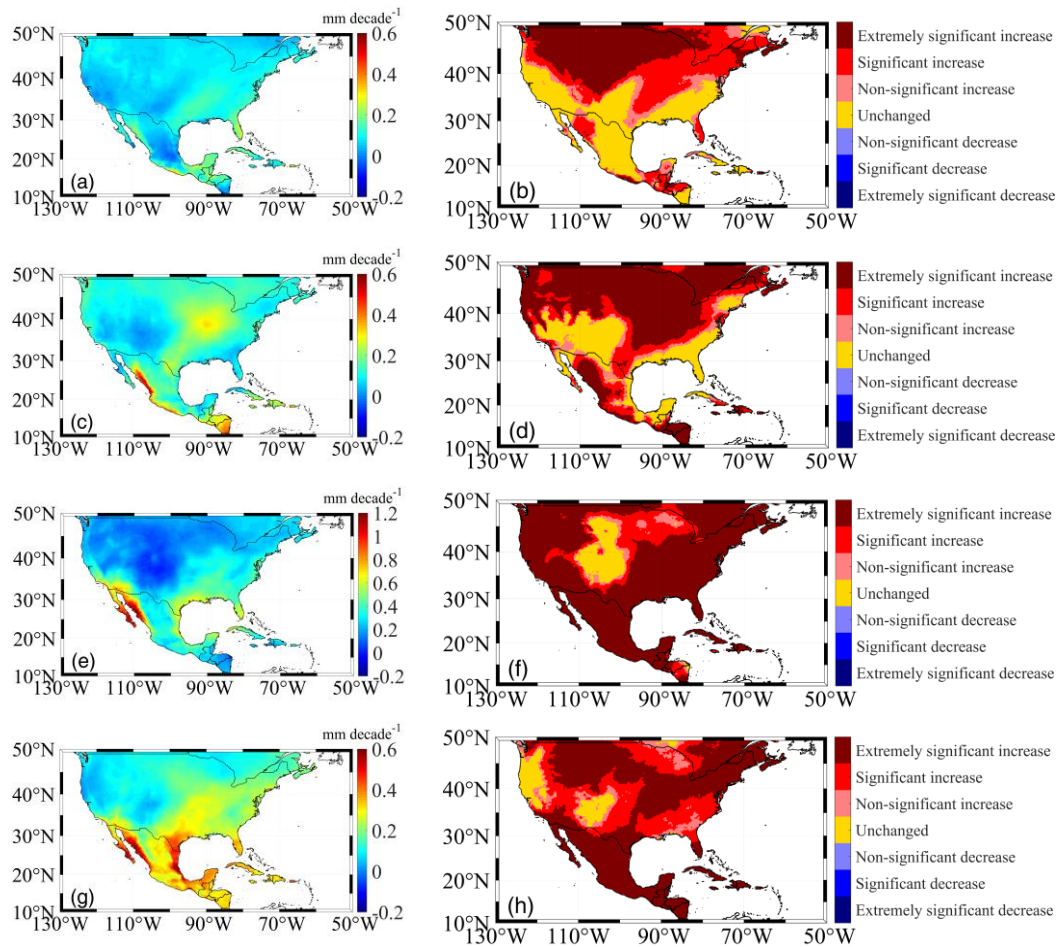 mm decade-1
50°N
40°N
30°N
20°N
10°N
130°W 110°W 90°W 70°W 50°W
0.6
0.4
0.2
0
-0.2
(a)
50°N
40°N
30°N
20°N
10°N
130°W 110°W 90°W 70°W 50°W
(b)
Extremely significant increase
Significant increase
Non-significant increase
Unchanged
Non-significant decrease
Significant decrease
Extremely significant decrease
mm decade-1
50°N
40°N
30°N
20°N
10°N
130°W 110°W 90°W 70°W 50°W
0.6
0.4
0.2
0
-0.2
(c)
50°N
40°N
30°N
20°N
10°N
130°W 110°W 90°W 70°W 50°W
(d)
Extremely significant increase
Significant increase
Non-significant increase
Unchanged
Non-significant decrease
Significant decrease
Extremely significant decrease
mm decade-1
50°N
40°N
30°N
20°N
10°N
130°W 110°W 90°W 70°W 50°W
1.2
1
0.8
0.6
0.4
0.2
0
-0.2
(e)
50°N
40°N
30°N
20°N
10°N
130°W 110°W 90°W 70°W 50°W
(f)
Extremely significant increase
Significant increase
Non-significant increase
Unchanged
Non-significant decrease
Significant decrease
Extremely significant decrease
mm decade-1
50°N
40°N
30°N
20°N
10°N
130°W 110°W 90°W 70°W 50°W
0.6
0.4
0.2
0
-0.2
(g)
50°N
40°N
30°N
20°N
10°N
130°W 110°W 90°W 70°W 50°W
(h)
Extremely significant increase
Significant increase
Non-significant increase
Unchanged
Non-significant decrease
Significant decrease
Extremely significant decrease